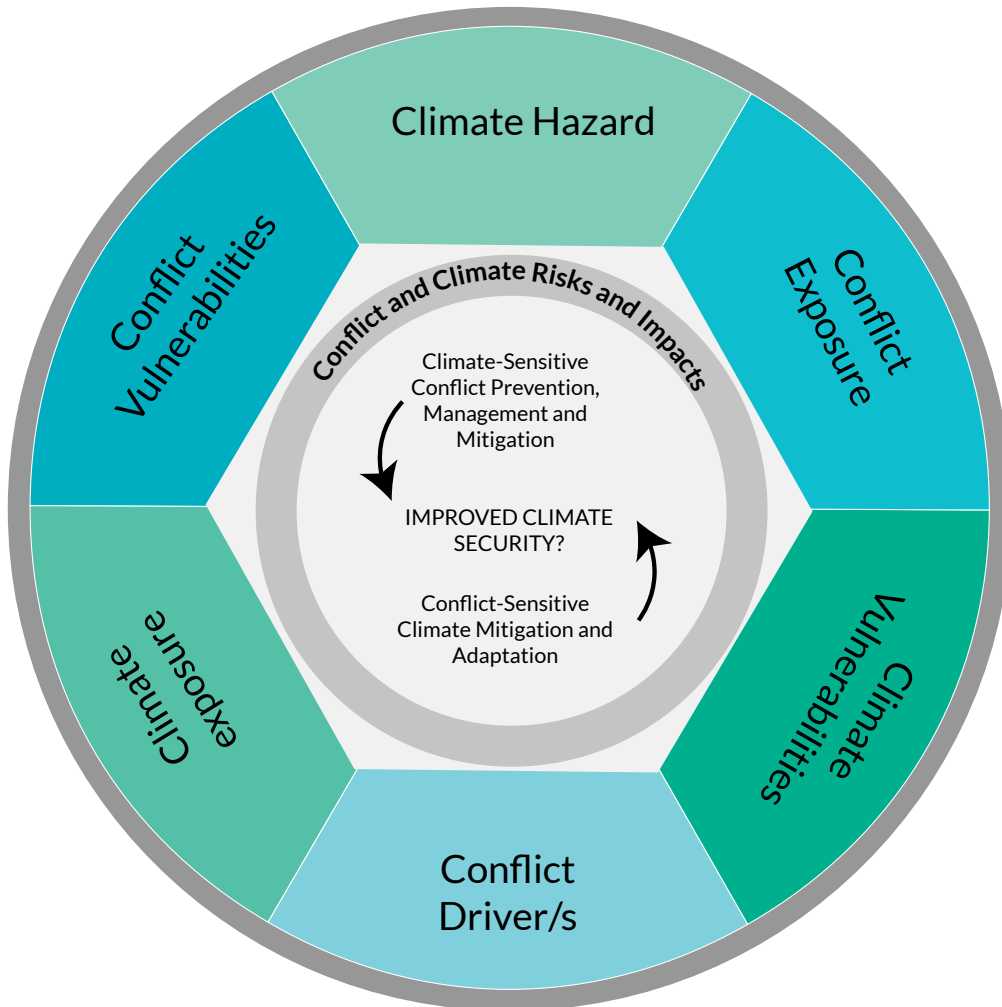 Climate Hazard
Conflict
Exposure
Climate
Vulnerabilities
Conflict
Driver/s
Climate
exposure
Conflict
Vulnerabilities
Conflict and Climate Risks and Impacts
Climate-Sensitive
Conflict Prevention,
Management and
Mitigation
IMPROVED CLIMATE
SECURITY?
Conflict-Sensitive
Climate Mitigation and
Adaptation